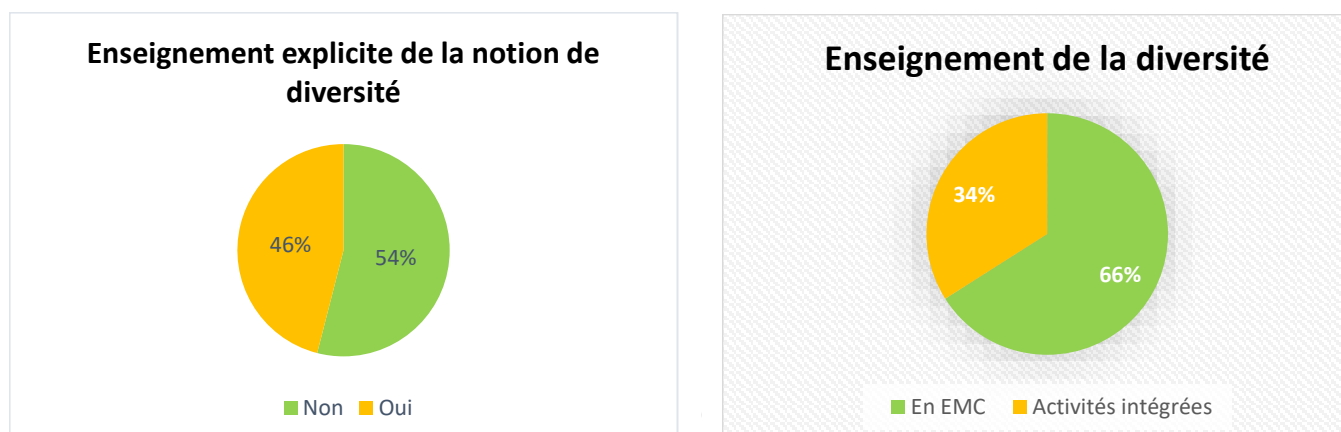 Enseignement explicite de la notion de
diversité
46%
54%
Non Oui
Enseignement de la diversité
34%
66%
En EMC Activités intégrées